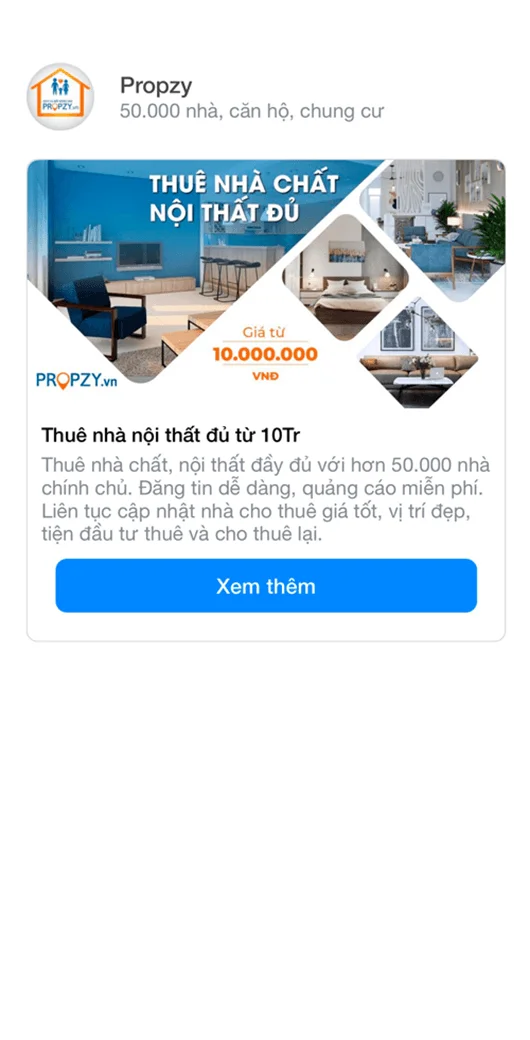 Propzy
50.000 nhà, căn hộ, chung cư
PROPZY.vn
THUÊ NHÀ CHẤT
NỘI THẤT ĐỦ
Giá từ
10.000.000
VNĐ
PROPZY.vn
Thuê nhà nội thất đủ từ 10Tr
Thuê nhà chất, nội thất đầy đủ với hơn 50.000 nhà
chính chủ. Đăng tin dễ dàng, quảng cáo miễn phí.
Liên tục cập nhật nhà cho thuê giá tốt, vị trí đẹp,
tiện đầu tư thuê và cho thuê lại.
Xem thêm